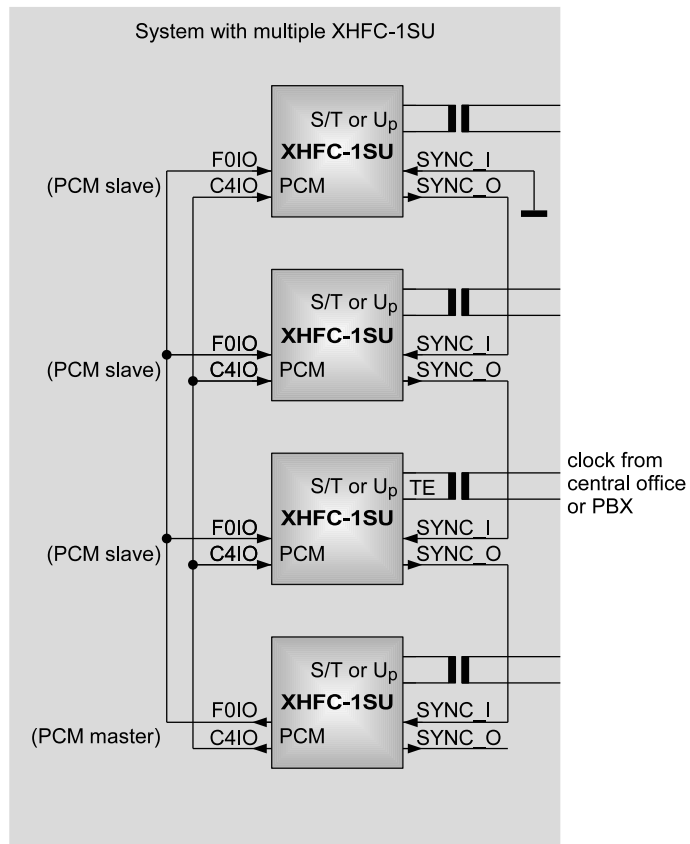 System with multiple XHFC-1SU
S/T or Up
XHFC-1SU
F0IO
SYNC_I
(PCM slave)
C4IO
PCM
SYNC_O
S/T or Up
XHFC-1SU
F0IO
SYNC_I
(PCM slave)
C4IO
PCM
SYNC_O
S/T or Up
TE
clock from
central office
or PBX
XHFC-1SU
F0IO
SYNC_I
(PCM slave)
C4IO
PCM
SYNC_O
S/T or Up
XHFC-1SU
F0IO
SYNC_I
(PCM master)
C4IO
PCM
SYNC_O